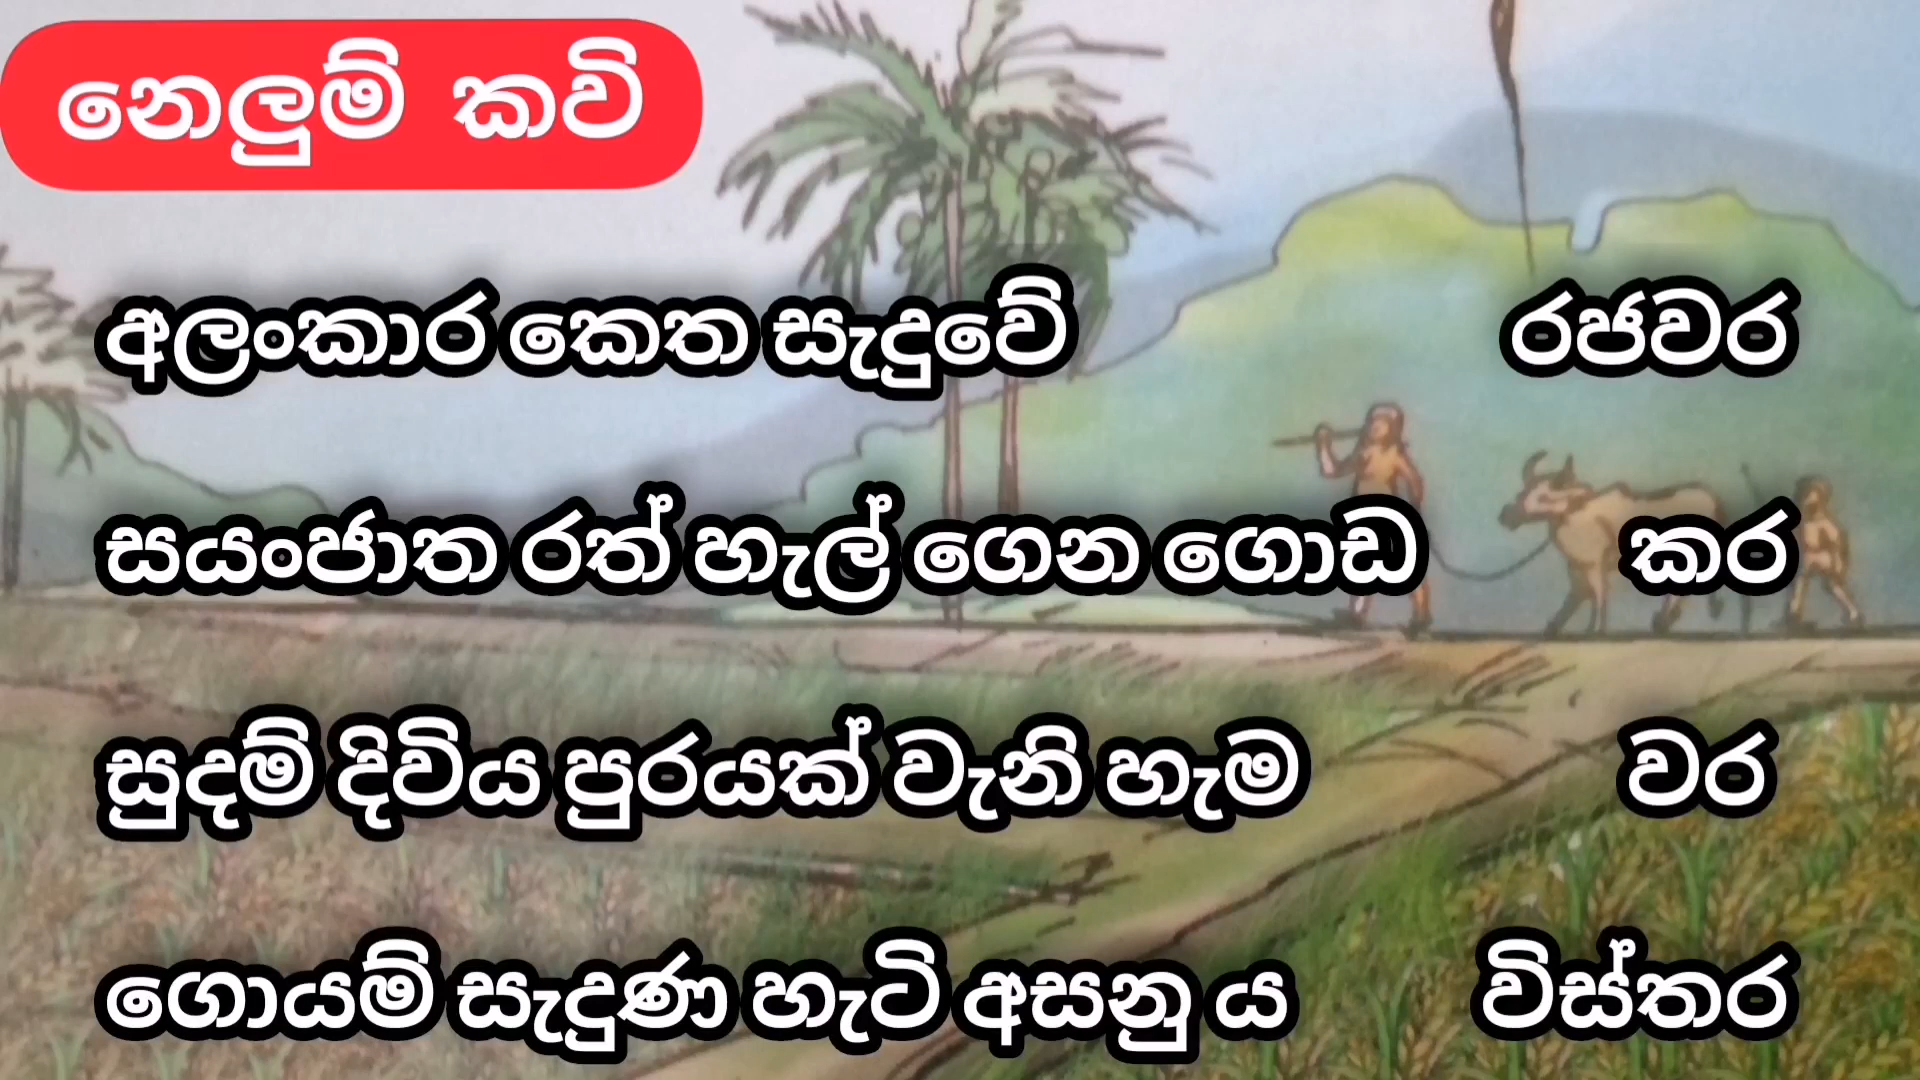 නෙලුම් කවි
අලංකාර කෙත සැදුවේ රජවර
සයංජාත රත් හැල් ගෙන ගොඩ කර
සුදම් දිවිය පුරයක් වැනි හැම වර
ගොයම් සැදුණ හැටි අසනු ය විස්තර